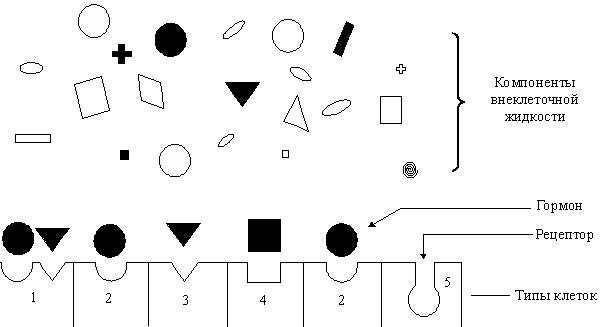 Компоненты
внеклеточной
жидкости
Гормон
Рецептор
5
1 2 3 4 2
Типы клеток